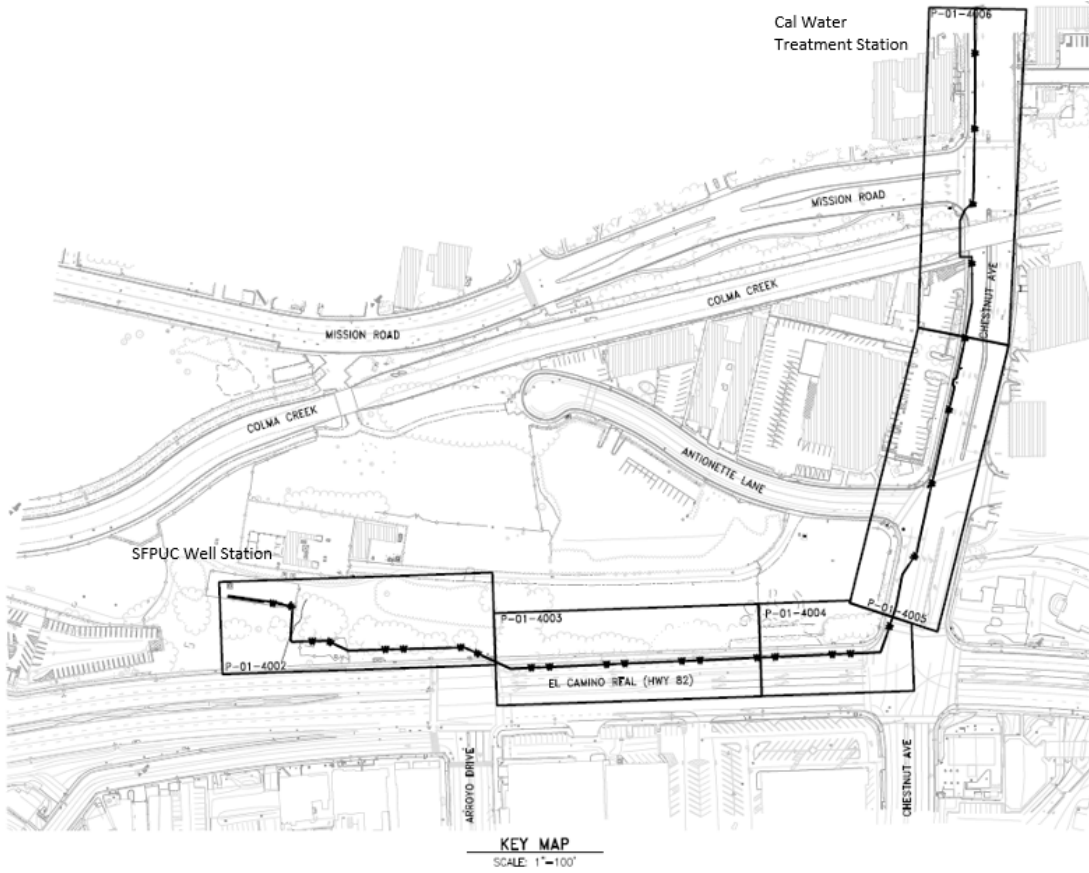 Cal Water
Treatment Station
P-01-4006
MISSION ROAD
COLMA CREEK
CHESTNUT AVE
MISSION ROAD
COLMA CREEK
ANTIONETTE LANE
SFPUC Well Station
P-01-4002
P-01-4003
P-01-4004
P-01-4005
EL CAMINO REAL (HWY 82)
ARROYO DRIVE
CHESTNUT AVE
KEY MAP
SCALE: 1"=100'